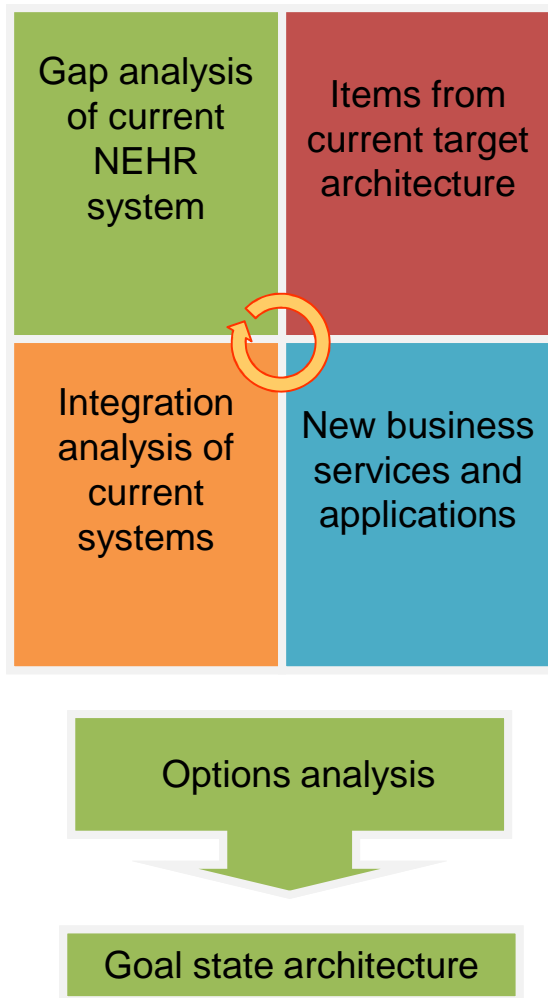 Gap analysis
of current
NEHR
system
Items from
current target
architecture
Integration
analysis of
current
systems
New business
services and
applications
Options analysis
Goal state architecture